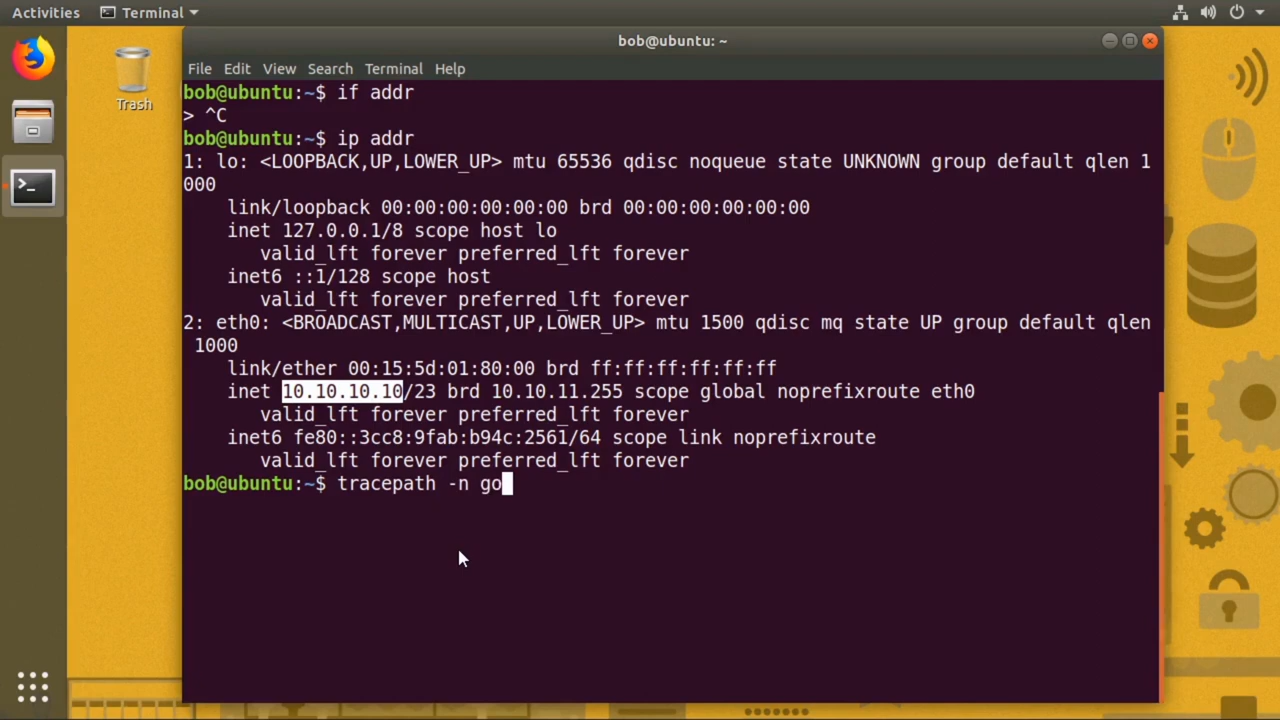 Activities Terminal
bob@ubuntu: ~
File Edit View Search Terminal Help
Trash
bob@ubuntu:~$ if addr
> ^C
bob@ubuntu:~$ ip addr
1: lo: <LOOPBACK,UP,LOWER_UP> mtu 65536 qdisc noqueue state UNKNOWN group default qlen 1
000
link/loopback 00:00:00:00:00:00 brd 00:00:00:00:00:00
inet 127.0.0.1/8 scope host lo
valid_lft forever preferred_lft forever
inet6 ::1/128 scope host
valid_lft forever preferred_lft forever
2: eth0: <BROADCAST,MULTICAST,UP,LOWER_UP> mtu 1500 qdisc mq state UP group default qlen
1000
link/ether 00:15:5d:01:80:00 brd ff:ff:ff:ff:ff:ff
inet 10.10.10.10/23 brd 10.10.11.255 scope global noprefixroute eth0
valid_lft forever preferred_lft forever
inet6 fe80::3cc8:9fab:b94c:2561/64 scope link noprefixroute
valid_lft forever preferred_lft forever
bob@ubuntu:~$ tracepath -n go